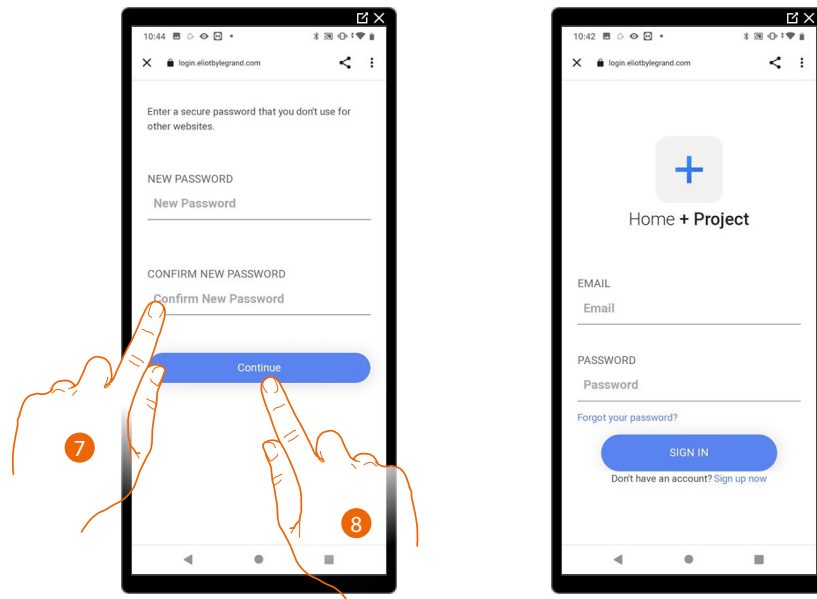 10:44
login.eliotbylegrand.com
Enter a secure password that you don't use for
other websites.
NEW PASSWORD
New Password
CONFIRM NEW PASSWORD
Confirm New Password
Continue
7
8
10:42
login.eliotbylegrand.com
Home + Project
EMAIL
Email
PASSWORD
Password
Forgot your password?
SIGN IN
Don't have an account? Sign up now